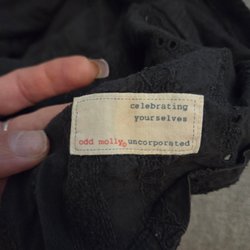 celebrating
yourselves
odd molly® uncorporated